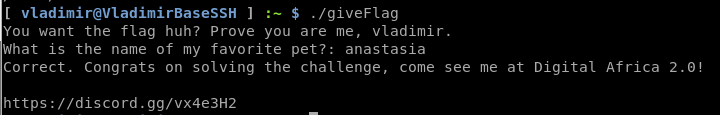 [ vladimir@VladimirBaseSSH ] :~ $ ./giveFlag
You want the flag huh? Prove you are me, vladimir.
What is the name of my favorite pet?: anastasia
Correct. Congrats on solving the challenge, come see me at Digital Africa 2.0!
https://discord.gg/vx4e3H2